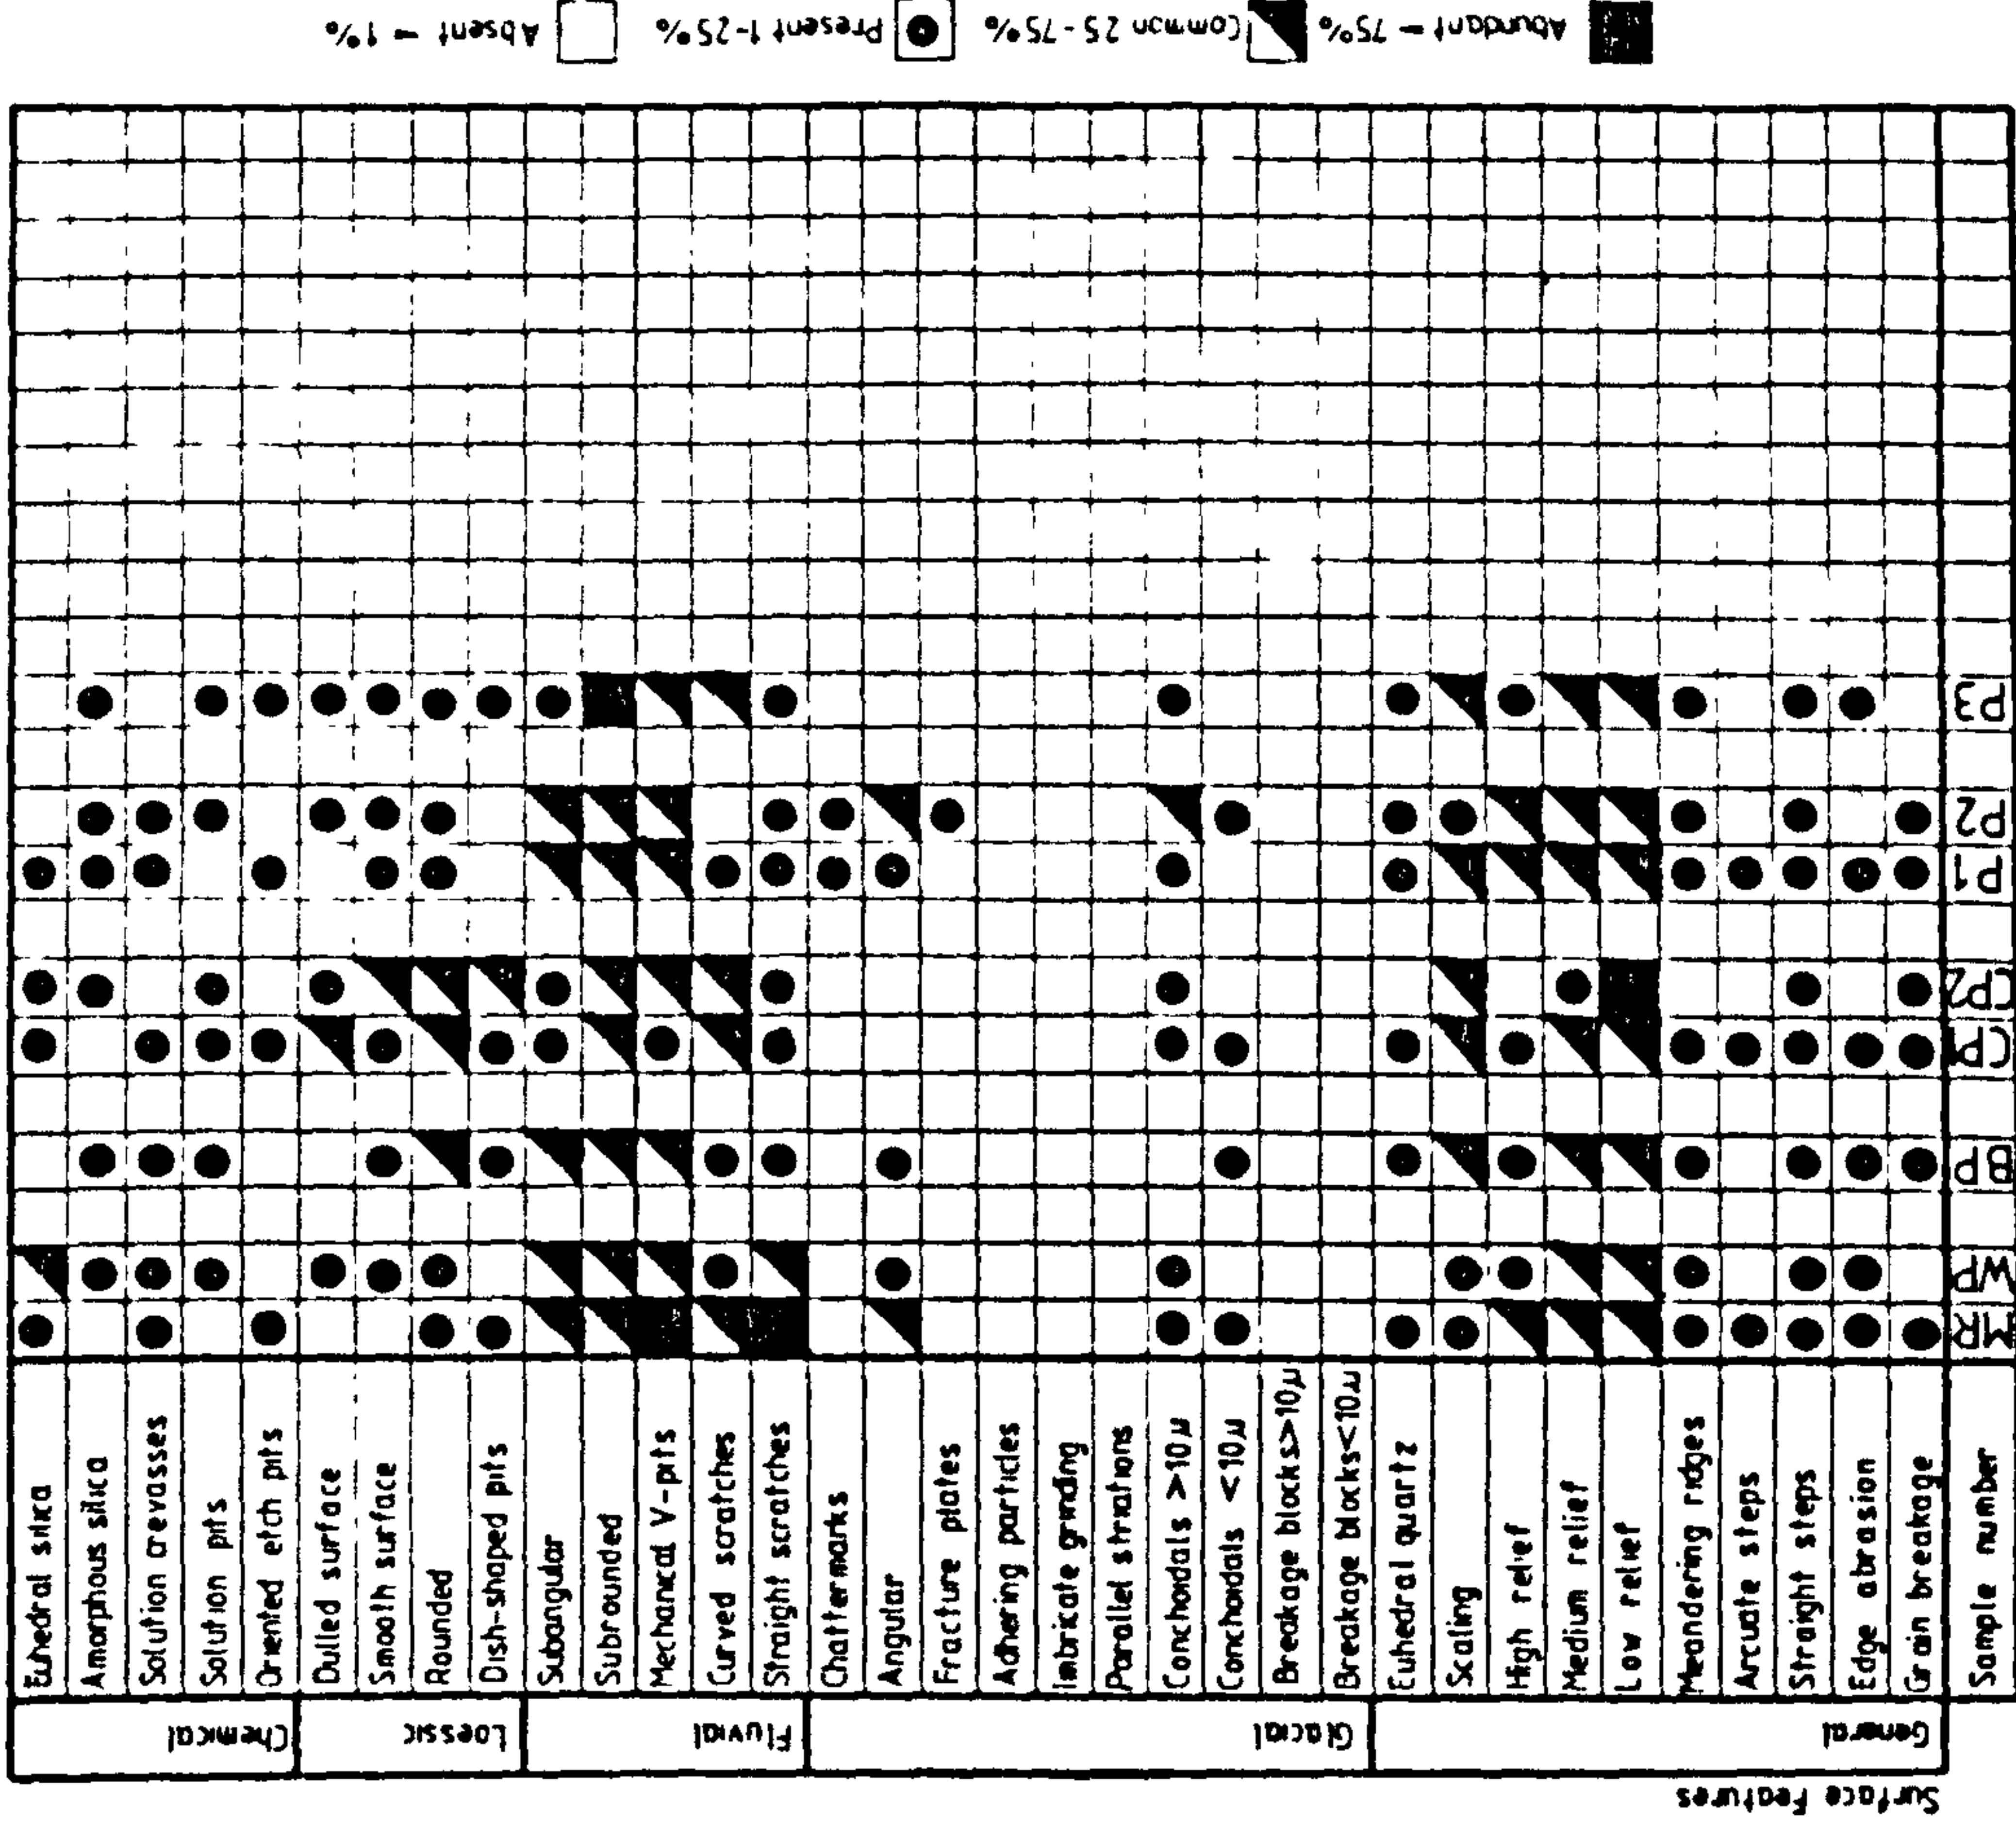 Surface Features
General
Glacial
Fluvial
Loessic
Chemical
Sample number
Grain breakage
Edge abrasion
Straight steps
Arcuate steps
Meandering ridges
Low relief
Medium relief
High relief
Scaling
Euhedral quartz
Breakage blocks<10μ
Breakage blocks>10μ
Conchoidals <10μ
Conchoidals >10μ
Parallel striations
Imbricate grinding
Adhering particles
Fracture plates
Angular
Chattermarks
Straight scratches
Curved scratches
Mechanical V-pits
Subrounded
Subangular
Dish-shaped pits
Rounded
Smooth surface
Dulled surface
Oriented etch pits
Solution pits
Solution crevasses
Amorphous silica
Euhedral silica
MR
WP
BP
CP1
CP2
P1
P2
P3
Abundant - 75%
Common 25-75%
Present 1-25%
Absent - 1%